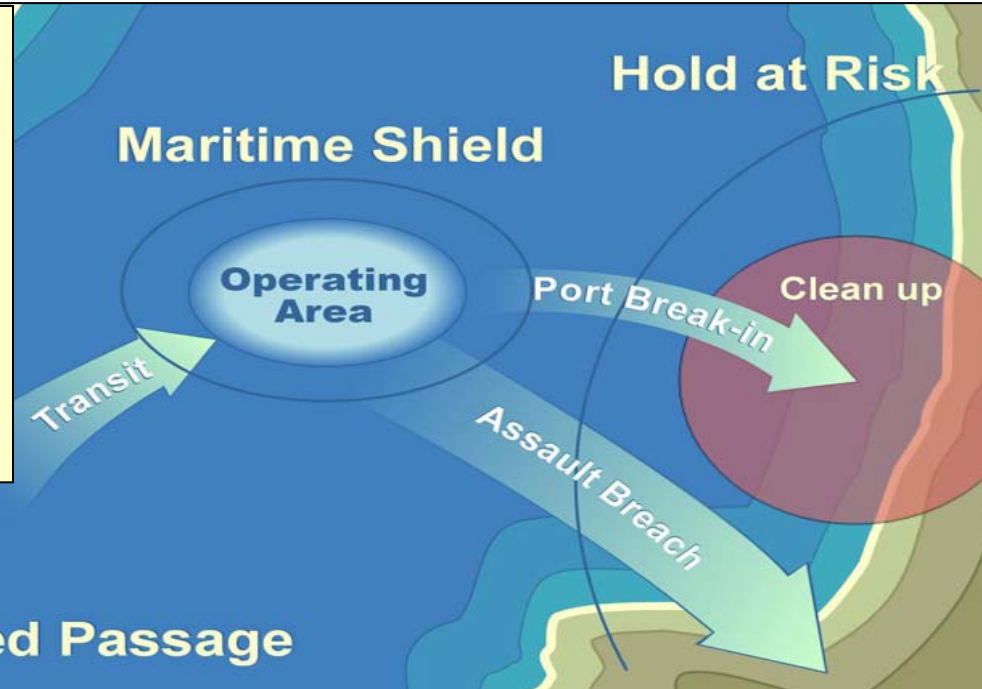 Hold at Risk
Maritime Shield
Operating
Area
Port Break-in
Clean up
Transit
Assault Breach
ed Passage